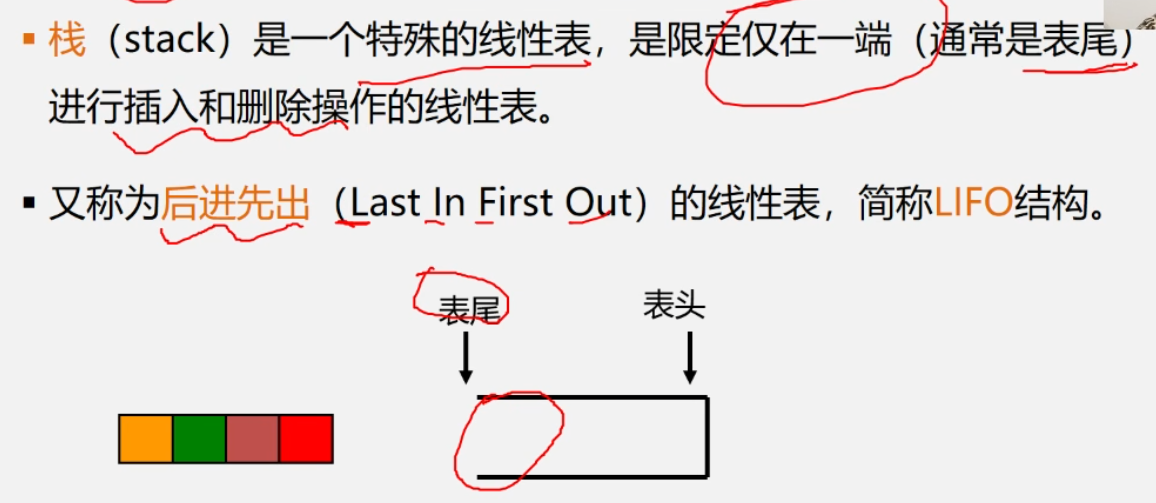 ▪ 栈（stack）是一个特殊的线性表，是限定仅在一端（通常是表尾）
进行插入和删除操作的线性表。
▪ 又称为后进先出（Last In First Out）的线性表，简称LIFO结构。
表尾 表头